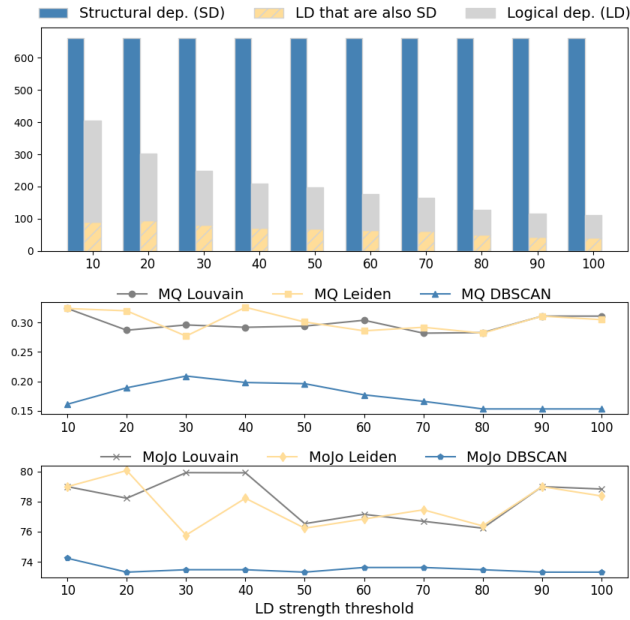 Structural dep. (SD) LD that are also SD Logical dep. (LD)
600
500
400
300
200
100
0
10 20 30 40 50 60 70 80 90 100
MQ Louvain MQ Leiden MQ DBSCAN
0.30
0.25
0.20
0.15
10 20 30 40 50 60 70 80 90 100
MoJo Louvain MoJo Leiden MoJo DBSCAN
80
78
76
74
10 20 30 40 50 60 70 80 90 100
LD strength threshold